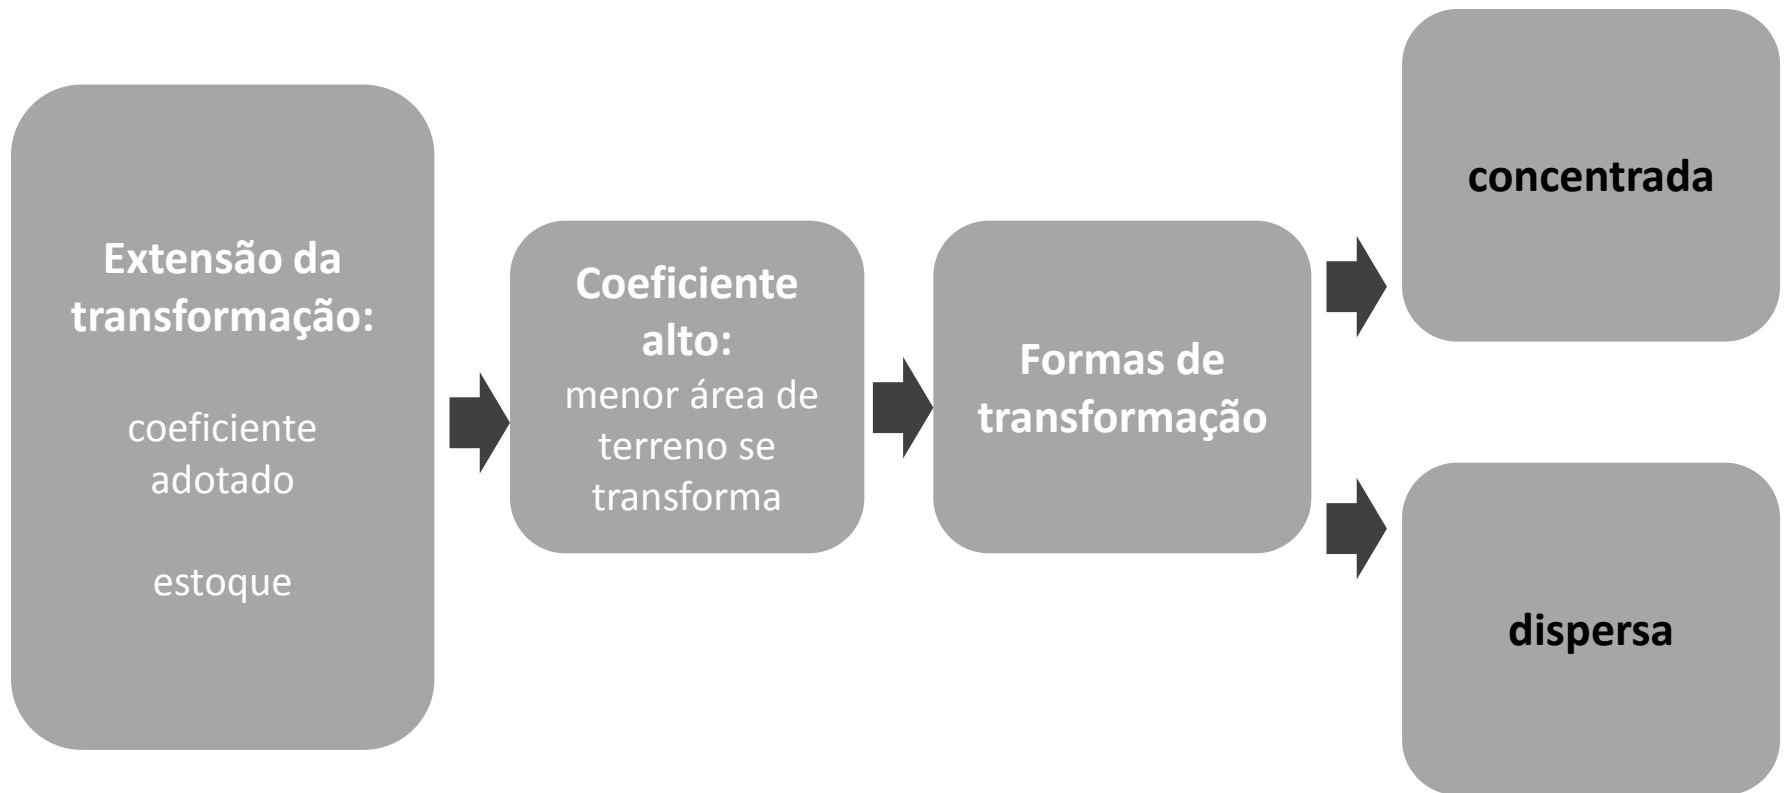 Extensão da
transformação:
coeficiente
adotado
estoque
Coeficiente
alto:
menor área de
terreno se
transforma
Formas de
transformação
concentrada
dispersa